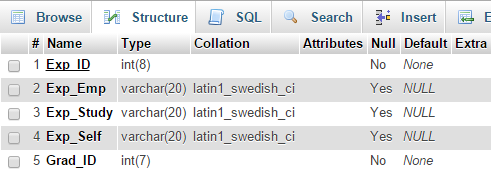 Browse Structure SQL Search Insert E
# Name Type Collation Attributes Null Default Extra
1 Exp_ID int(8) No None
2 Exp_Emp varchar(20) latin1_swedish_ci Yes NULL
3 Exp_Study varchar(20) latin1_swedish_ci Yes NULL
4 Exp_Self varchar(20) latin1_swedish_ci Yes NULL
5 Grad_ID int(7) No None